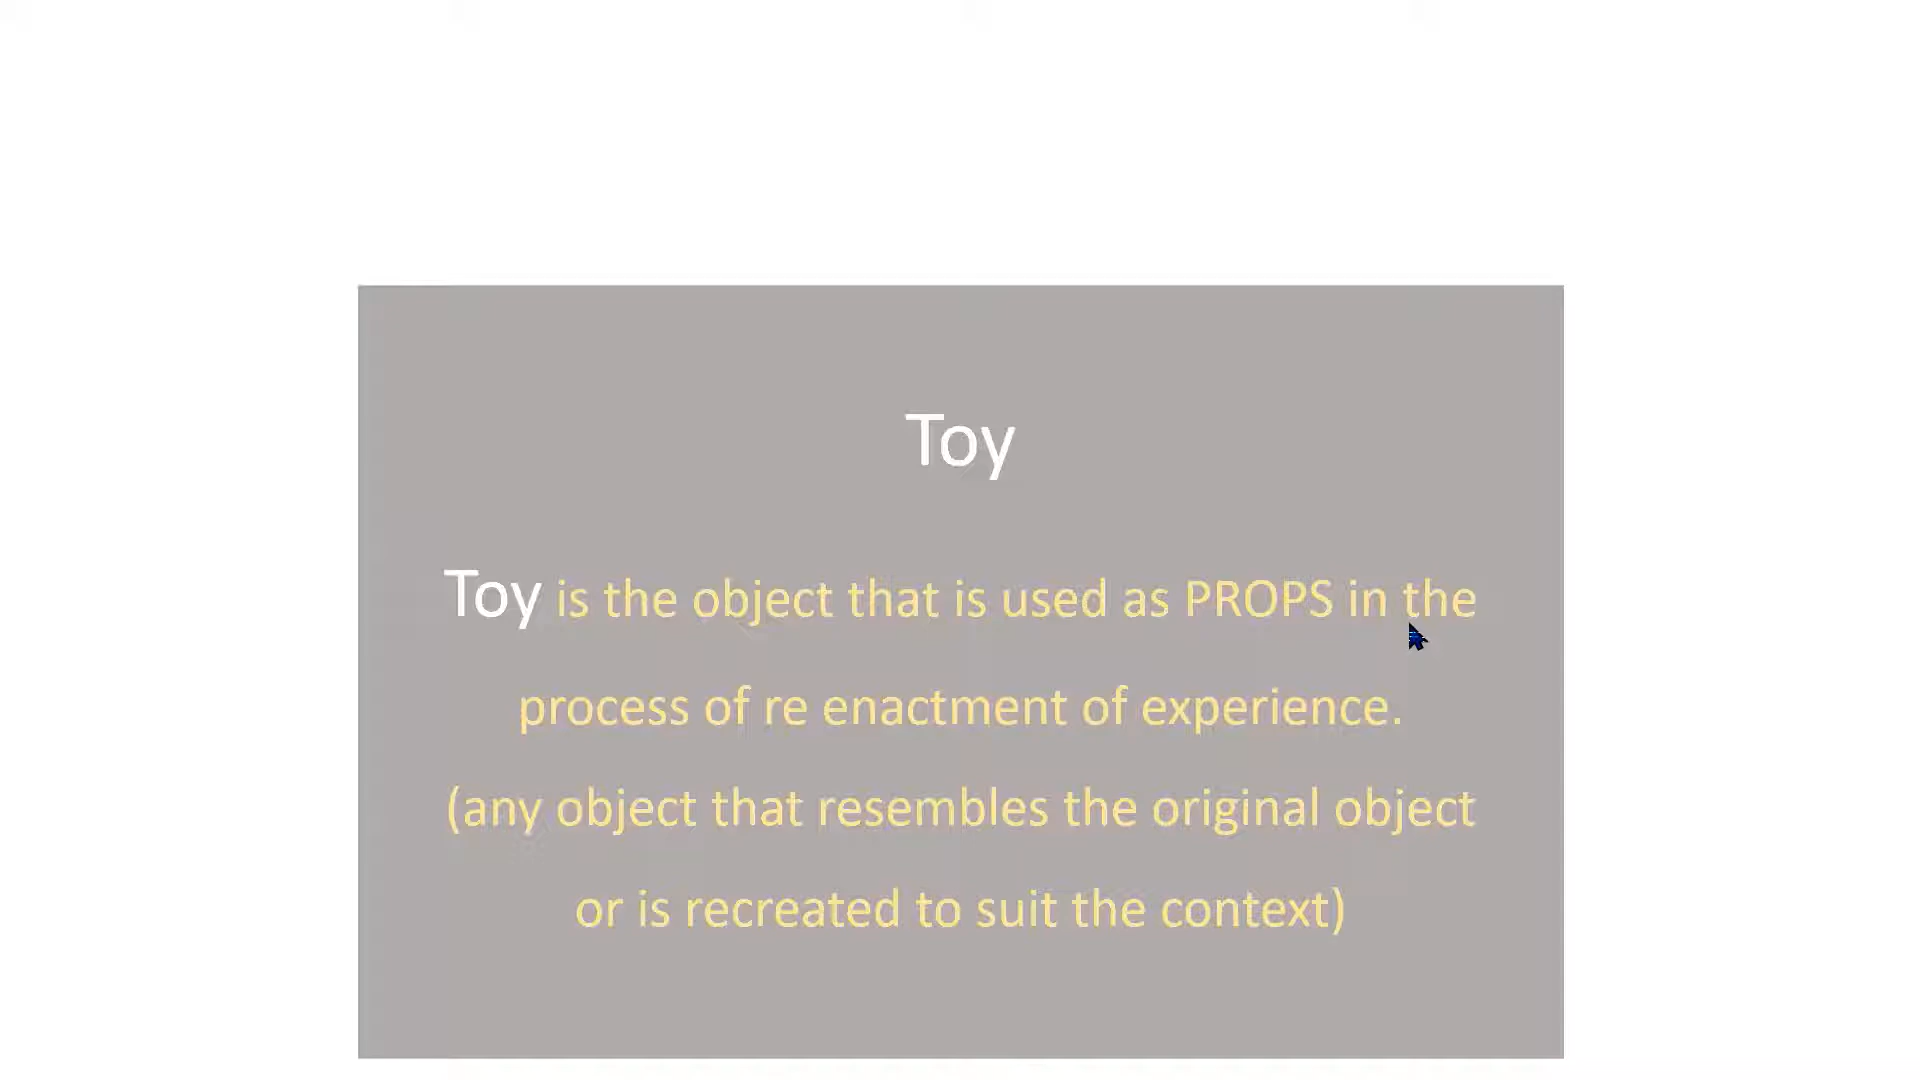 Toy
Toy is the object that is used as PROPS in the
process of re enactment of experience.
(any object that resembles the original object
or is recreated to suit the context)